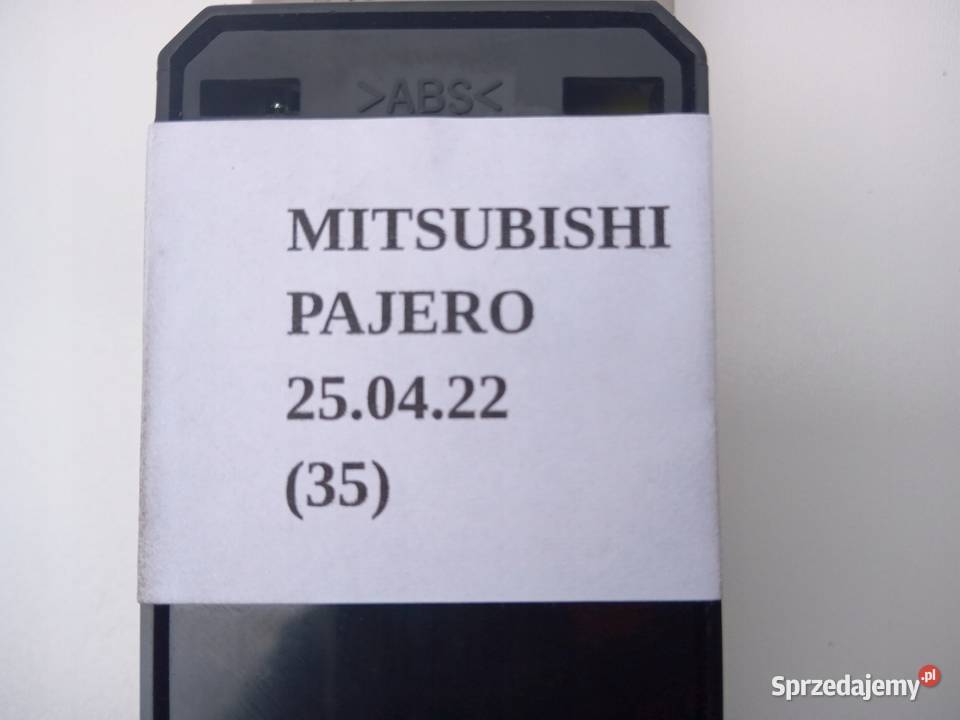 >ABS<
MITSUBISHI
PAJERO
25.04.22
(35)
Sprzedajemy.pl